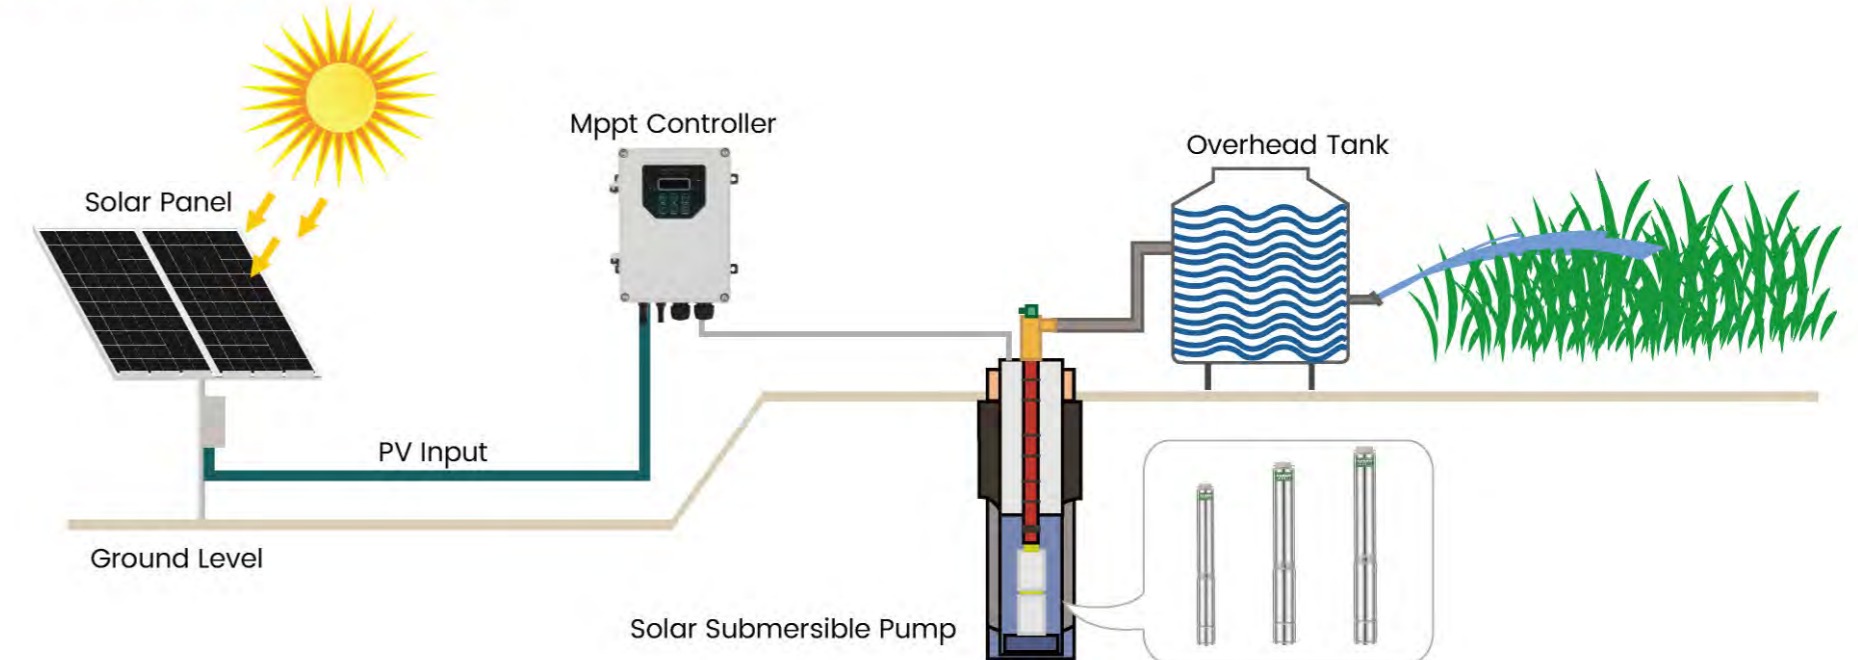 Mppt Controller
Overhead Tank
Solar Panel
PV Input
Ground Level
Solar Submersible Pump